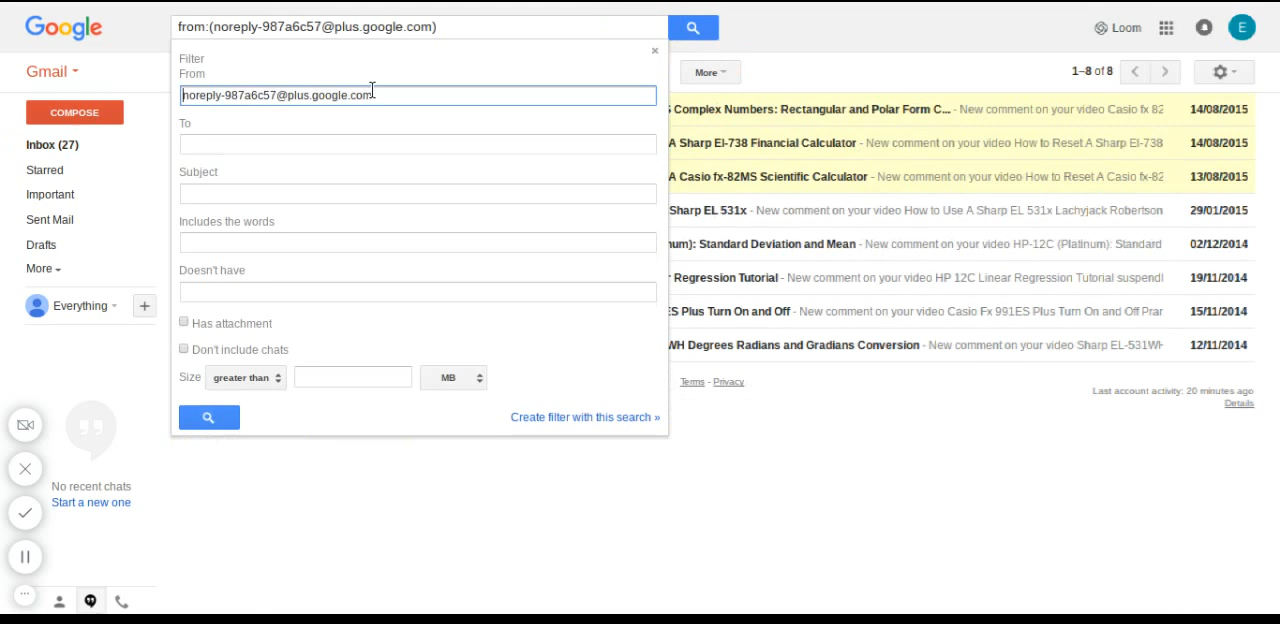 Google
from:(noreply-987a6c57@plus.google.com)
Loom
E
Filter
From
noreply-987a6c57@plus.google.com
To
Subject
Includes the words
Doesn't have
Has attachment
Don't include chats
Size greater than MB
Create filter with this search »
Gmail
COMPOSE
Inbox (27)
Starred
Important
Sent Mail
Drafts
More
Everything
+
No recent chats
Start a new one
More
1–8 of 8
Complex Numbers: Rectangular and Polar Form C... - New comment on your video Casio fx 82 14/08/2015
A Sharp El-738 Financial Calculator - New comment on your video How to Reset A Sharp El-738 14/08/2015
A Casio fx-82MS Scientific Calculator - New comment on your video How to Reset A Casio fx-82 13/08/2015
Sharp EL 531x - New comment on your video How to Use A Sharp EL 531x Lachyjack Robertson 29/01/2015
um): Standard Deviation and Mean - New comment on your video HP-12C (Platinum): Standard 02/12/2014
Regression Tutorial - New comment on your video HP 12C Linear Regression Tutorial suspendl 19/11/2014
ES Plus Turn On and Off - New comment on your video Casio Fx 991ES Plus Turn On and Off Prar 15/11/2014
WH Degrees Radians and Gradians Conversion - New comment on your video Sharp EL-531WH 12/11/2014
Terms - Privacy
Last account activity: 20 minutes ago
Details